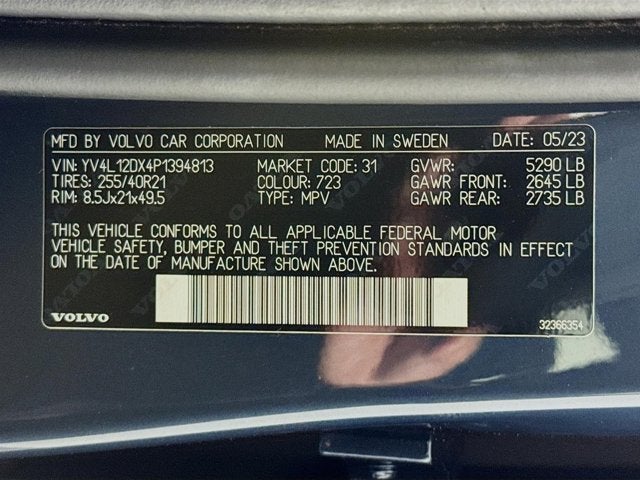 MFD BY VOLVO CAR CORPORATION MADE IN SWEDEN DATE: 05/23
VIN: YV4L12DX4P1394813 MARKET CODE: 31 GVWR: 5290 LB
TIRES: 255/40R21 COLOUR: 723 GAWR FRONT: 2645 LB
RIM: 8.5Jx21x49.5 TYPE: MPV GAWR REAR: 2735 LB
THIS VEHICLE CONFORMS TO ALL APPLICABLE FEDERAL MOTOR
VEHICLE SAFETY, BUMPER AND THEFT PREVENTION STANDARDS IN EFFECT
ON THE DATE OF MANUFACTURE SHOWN ABOVE.
VOLVO 32366354